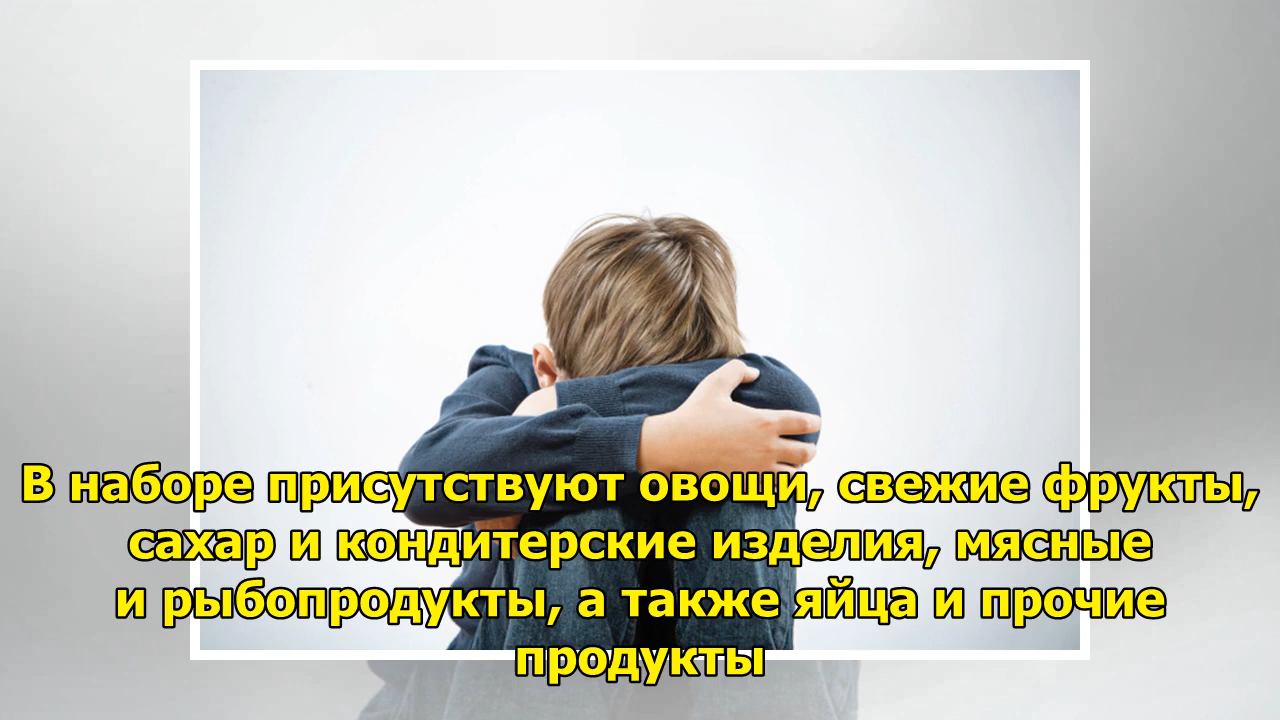 В наборе присутствуют овощи, свежие фрукты,
сахар и кондитерские изделия, мясные
и рыбопродукты, а также яйца и прочие
продукты